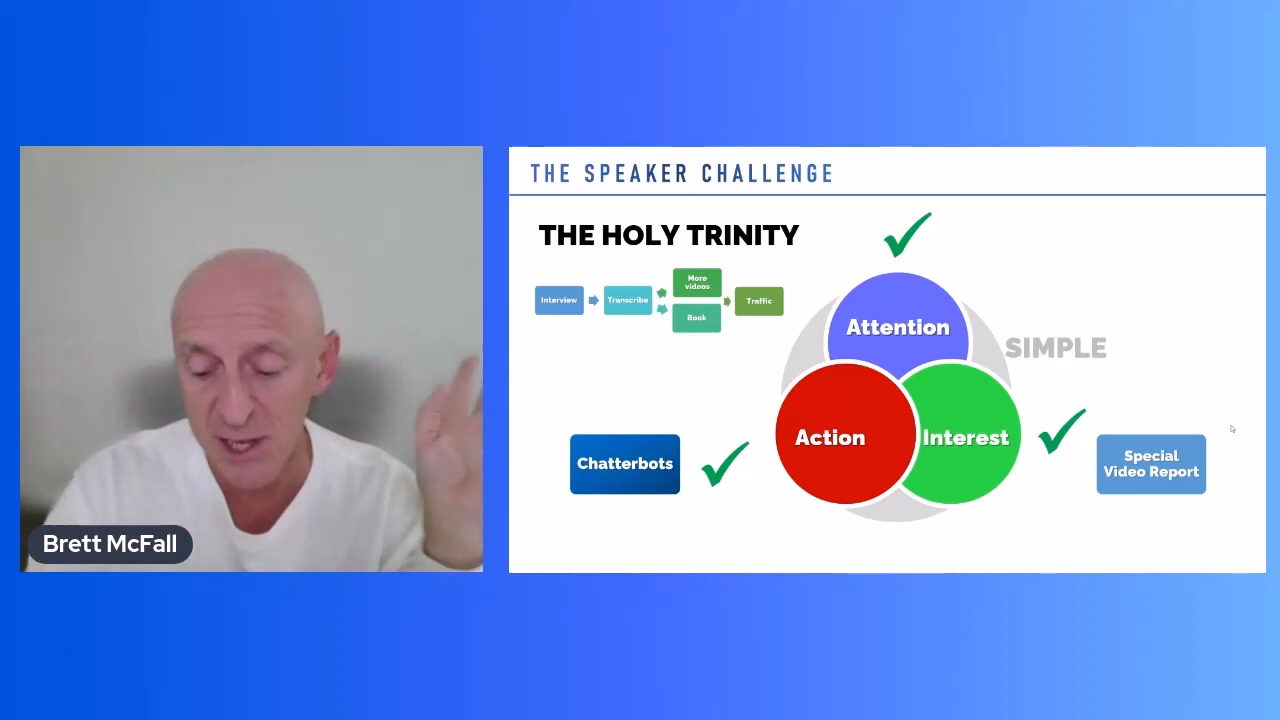 THE SPEAKER CHALLENGE
THE HOLY TRINITY
Interview
Transcribe
More
videos
Book
Traffic
Attention
SIMPLE
Action
Interest
Chatterbots
Special
Video Report
Brett McFall